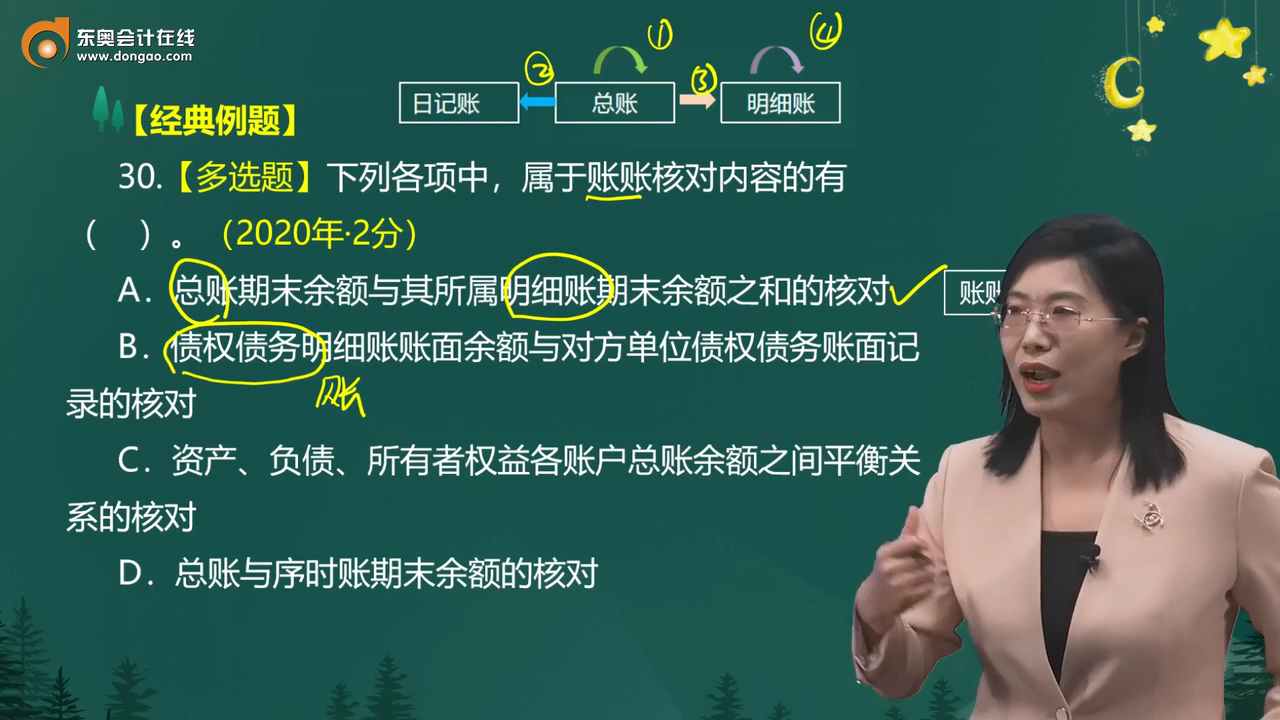 东奥会计在线
www.dongao.com
① ② ③ ④
日记账 总账 明细账
【经典例题】
30.【多选题】下列各项中，属于账账核对内容的有
（ ）。（2020年·2分）
A．总账期末余额与其所属明细账期末余额之和的核对
账账
B．债权债务明细账账面余额与对方单位债权债务账面记
录的核对
账
C．资产、负债、所有者权益各账户总账余额之间平衡关
系的核对
D．总账与序时账期末余额的核对